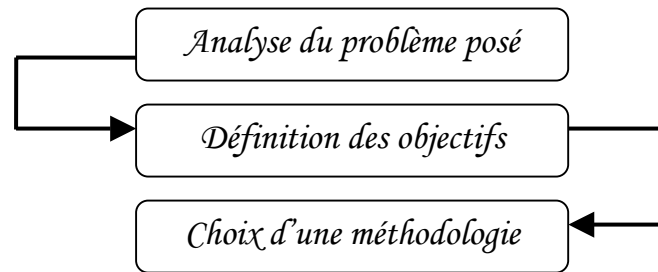 Analyse du problème posé
Définition des objectifs
Choix d'une méthodologie